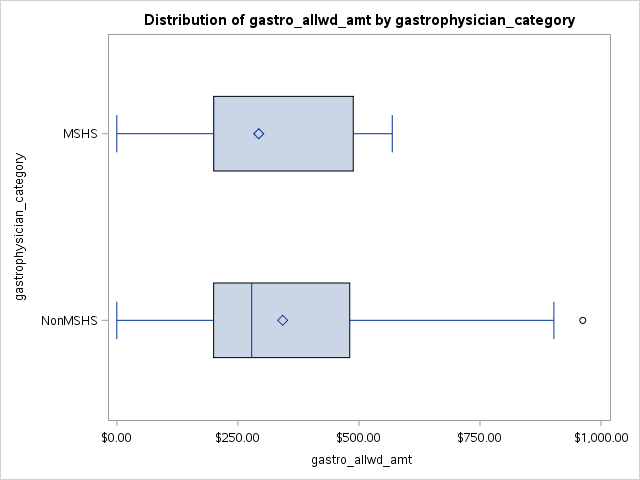 Distribution of gastro_allwd_amt by gastrophysician_category
gastrophysician_category
MSHS
NonMSHS
$0.00 $250.00 $500.00 $750.00 $1,000.00
gastro_allwd_amt